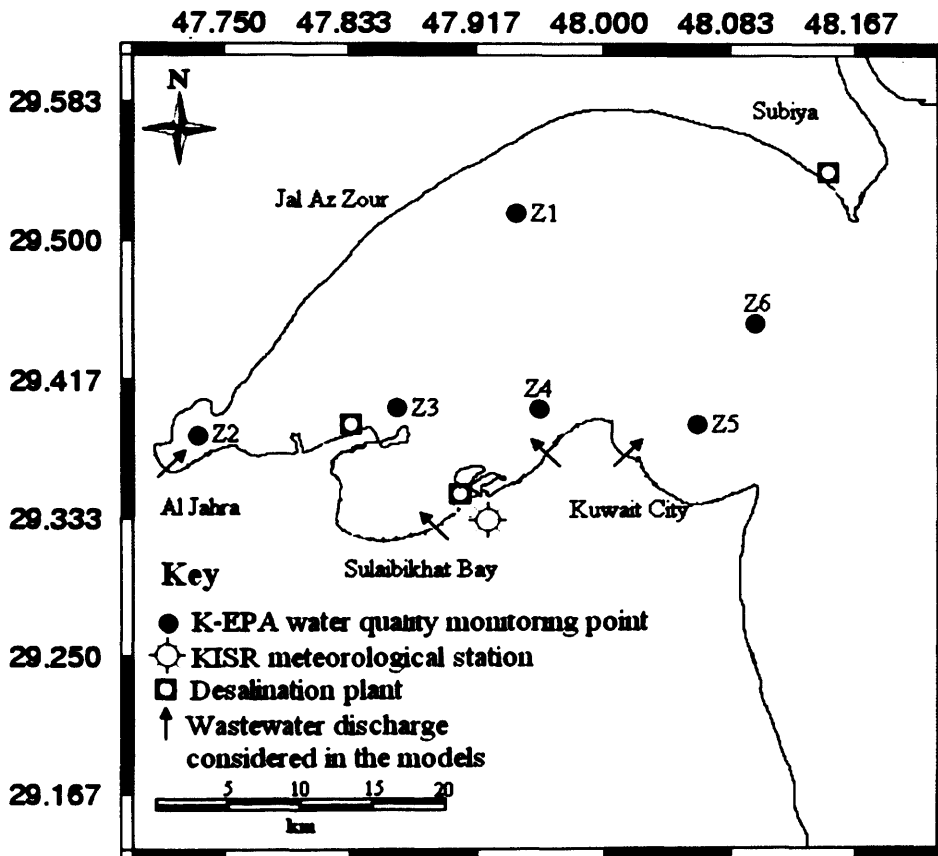 47.750 47.833 47.917 48.000 48.083 48.167
N
29.583
Subiya
Jal Az Zour
Z1
29.500
Z6
29.417
Z3
Z4
Z2
Z5
Al Jahra
Kuwait City
29.333
Sulaibikhat Bay
Key
K-EPA water quality monitoring point
29.250
KISR meteorological station
Desalination plant
Wastewater discharge
considered in the models
29.167
5 10 15 20
km